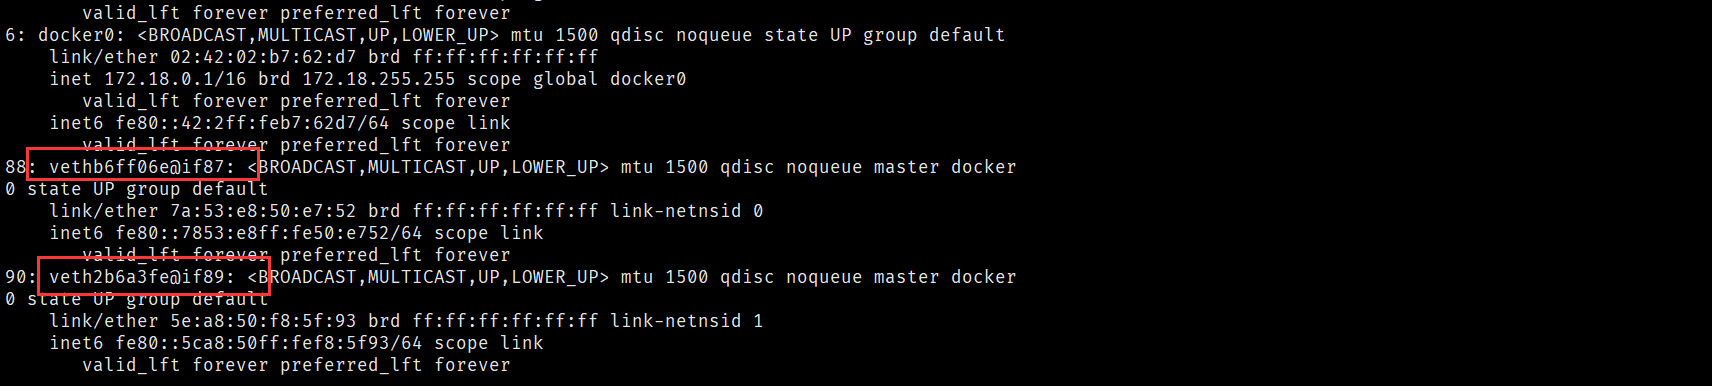 valid_lft forever preferred_lft forever
6: docker0: <BROADCAST,MULTICAST,UP,LOWER_UP> mtu 1500 qdisc noqueue state UP group default
link/ether 02:42:02:b7:62:d7 brd ff:ff:ff:ff:ff:ff
inet 172.18.0.1/16 brd 172.18.255.255 scope global docker0
valid_lft forever preferred_lft forever
inet6 fe80::42:2ff:feb7:62d7/64 scope link
valid_lft forever preferred_lft forever
88: vethb6ff06e@if87: <BROADCAST,MULTICAST,UP,LOWER_UP> mtu 1500 qdisc noqueue master docker
0 state UP group default
link/ether 7a:53:e8:50:e7:52 brd ff:ff:ff:ff:ff:ff link-netnsid 0
inet6 fe80::7853:e8ff:fe50:e752/64 scope link
valid_lft forever preferred_lft forever
90: veth2b6a3fe@if89: <BROADCAST,MULTICAST,UP,LOWER_UP> mtu 1500 qdisc noqueue master docker
0 state UP group default
link/ether 5e:a8:50:f8:5f:93 brd ff:ff:ff:ff:ff:ff link-netnsid 1
inet6 fe80::5ca8:50ff:fef8:5f93/64 scope link
valid_lft forever preferred_lft forever